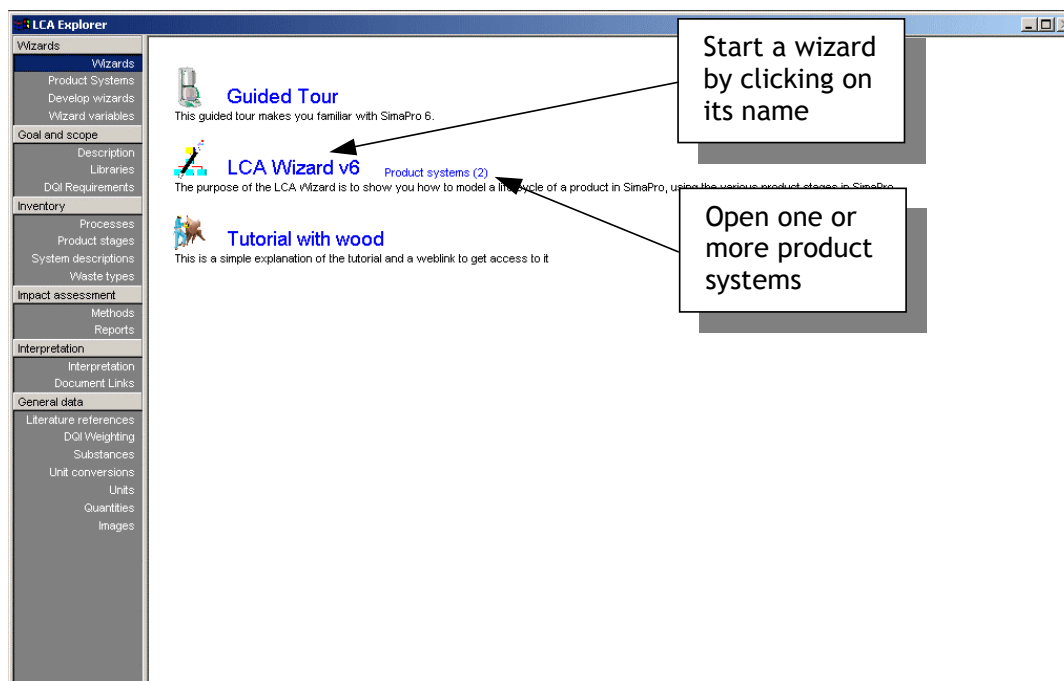 LCA Explorer
Wizards
Wizards
Product Systems
Develop wizards
Wizard variables
Goal and scope
Description
Libraries
DQI Requirements
Inventory
Processes
Product stages
System descriptions
Waste types
Impact assessment
Methods
Reports
Interpretation
Interpretation
Document Links
General data
Literature references
DQI Weighting
Substances
Unit conversions
Units
Quantities
Images
Guided Tour
This guided tour makes you familiar with SimaPro 6.
LCA Wizard v6 Product systems (2)
The purpose of the LCA Wizard is to show you how to model a life cycle of a product in SimaPro, using the various product stages in SimaPro
Tutorial with wood
This is a simple explanation of the tutorial and a weblink to get access to it
Start a wizard
by clicking on
its name
Open one or
more product
systems